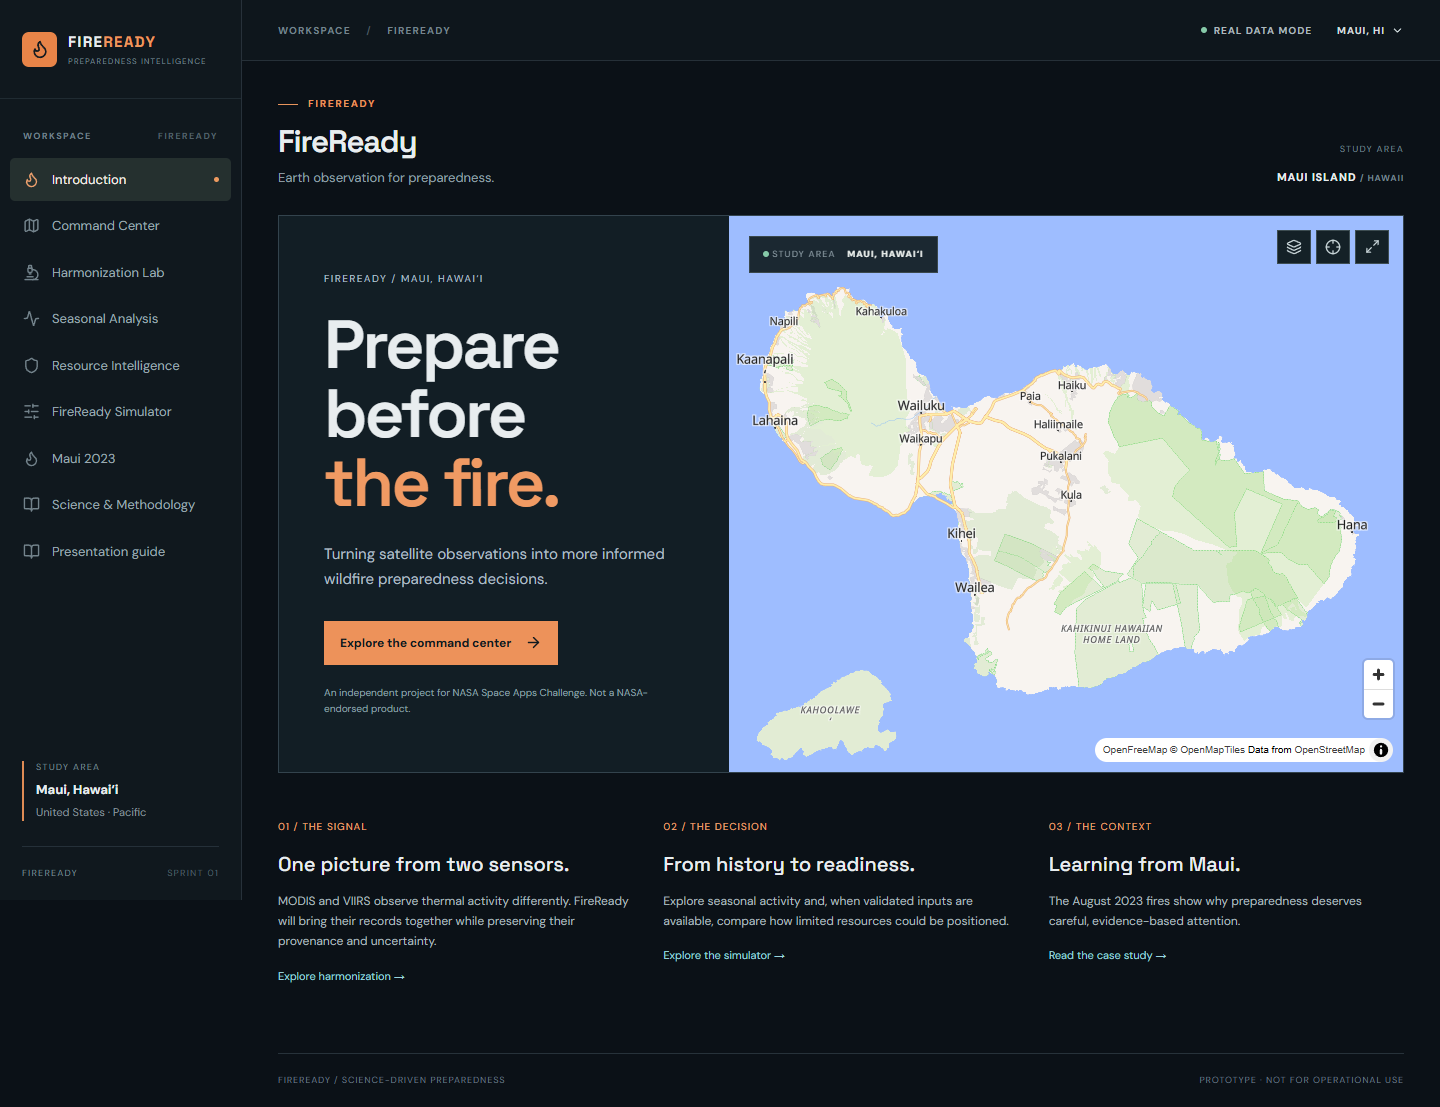 FIREREADY
PREPAREDNESS INTELLIGENCE
WORKSPACE FIREREADY
Introduction
Command Center
Harmonization Lab
Seasonal Analysis
Resource Intelligence
FireReady Simulator
Maui 2023
Science & Methodology
Presentation guide
STUDY AREA
Maui, Hawaiʻi
United States · Pacific
FIREREADY SPRINT 01
WORKSPACE / FIREREADY
REAL DATA MODE MAUI, HI
FIREREADY
FireReady
Earth observation for preparedness.
STUDY AREA
MAUI ISLAND / HAWAII
FIREREADY / MAUI, HAWAIʻI
Prepare
before
the fire.
Turning satellite observations into more informed
wildfire preparedness decisions.
Explore the command center →
An independent project for NASA Space Apps Challenge. Not a NASA-
endorsed product.
STUDY AREA MAUI, HAWAIʻI
Kahakuloa
Napili
Kaanapali
Haiku
Paia
Wailuku
Lahaina
Haliimaile
Waikapu
Pukalani
Kula
Hana
Kihei
Wailea
KAHIKINUI HAWAIIAN
HOME LAND
KAHOOLAWE
+
−
OpenFreeMap © OpenMapTiles Data from OpenStreetMap
01 / THE SIGNAL
One picture from two sensors.
MODIS and VIIRS observe thermal activity differently. FireReady
will bring their records together while preserving their
provenance and uncertainty.
Explore harmonization →
02 / THE DECISION
From history to readiness.
Explore seasonal activity and, when validated inputs are
available, compare how limited resources could be positioned.
Explore the simulator →
03 / THE CONTEXT
Learning from Maui.
The August 2023 fires show why preparedness deserves
careful, evidence-based attention.
Read the case study →
FIREREADY / SCIENCE-DRIVEN PREPAREDNESS
PROTOTYPE · NOT FOR OPERATIONAL USE